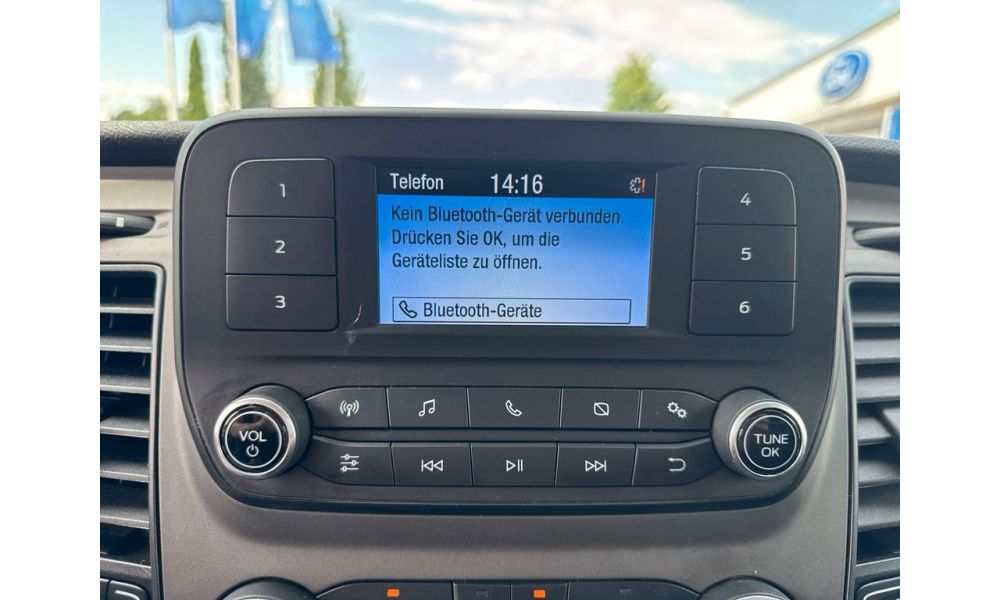 Telefon 14:16
Kein Bluetooth-Gerät verbunden.
Drücken Sie OK, um die
Geräteliste zu öffnen.
Bluetooth-Geräte
1
2
3
4
5
6
VOL
TUNE
OK